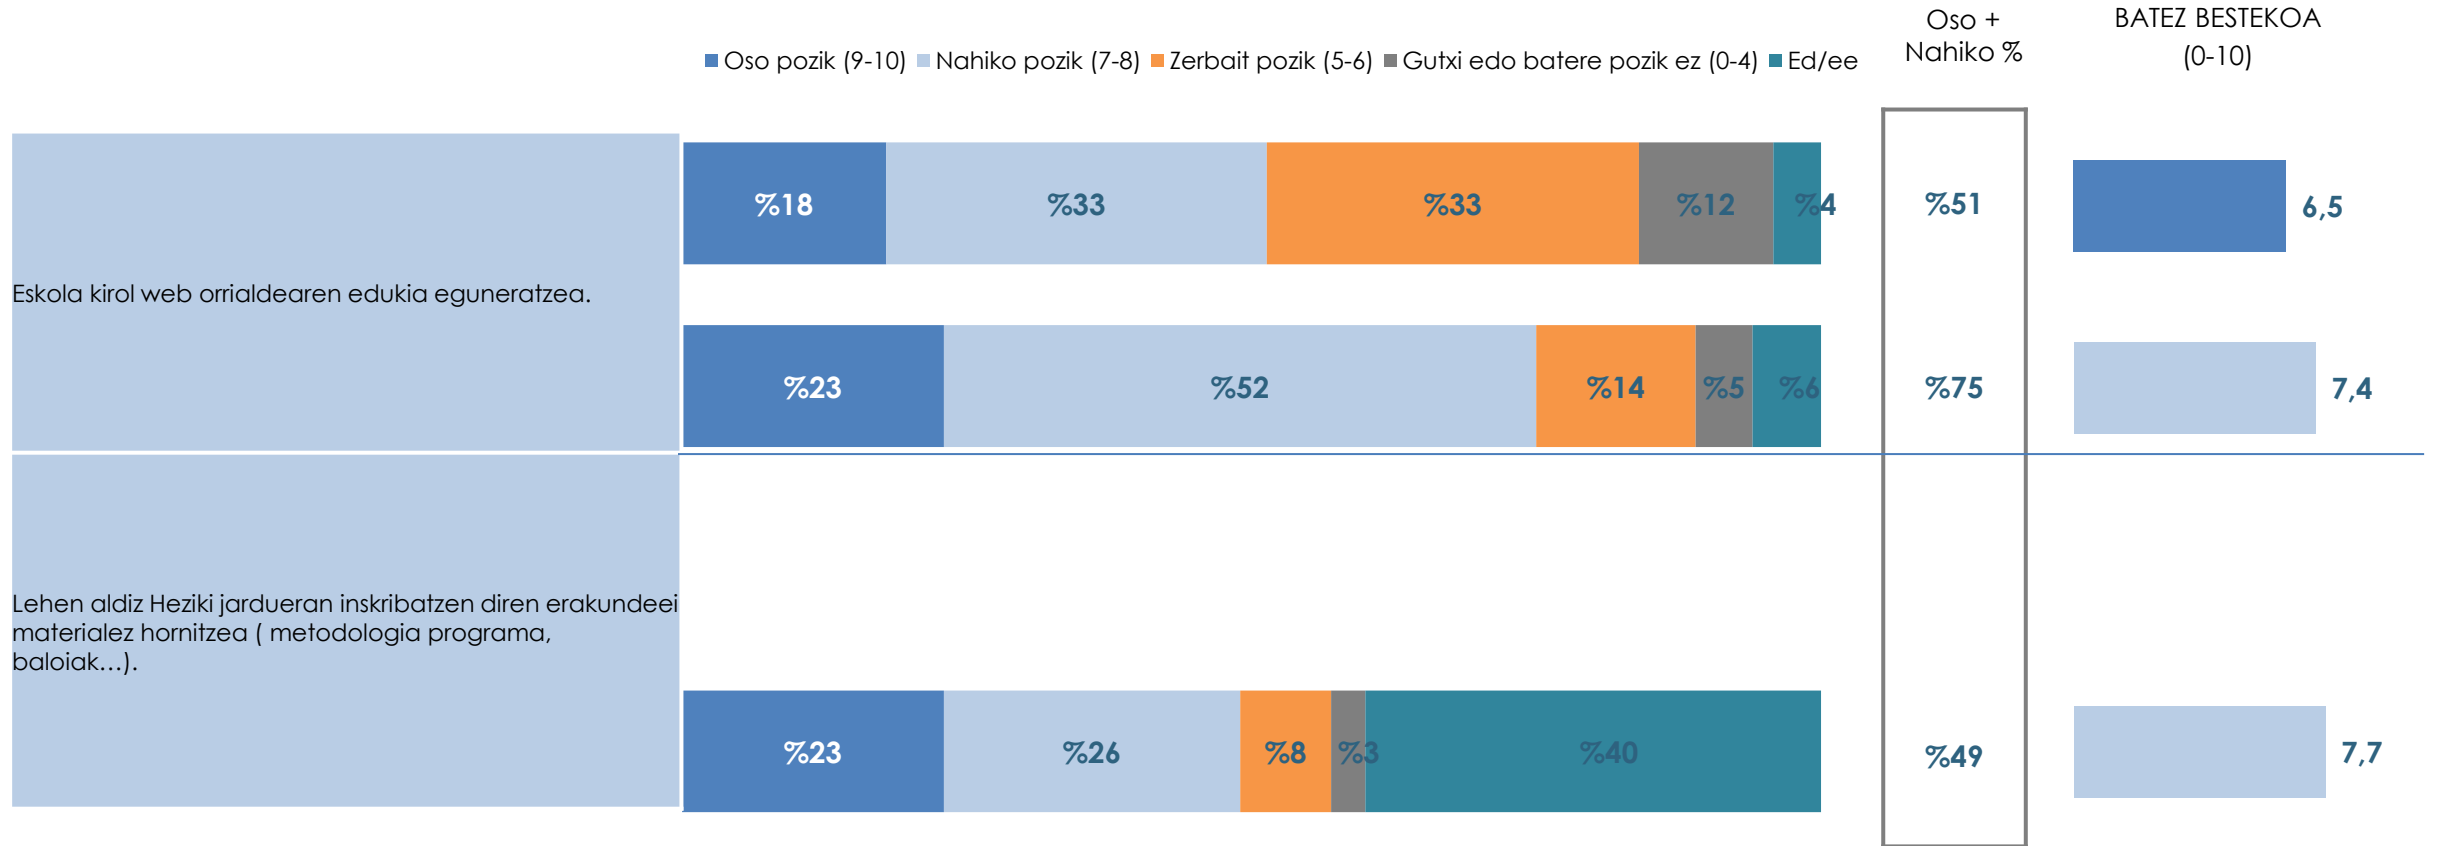 Oso +
Nahiko %
BATEZ BESTEKOA
(0-10)
Oso pozik (9-10) Nahiko pozik (7-8) Zerbait pozik (5-6) Gutxi edo batere pozik ez (0-4) Ed/ee
%18 %33 %33 %12 %4 %51 6,5
Eskola kirol web orrialdearen edukia eguneratzea.
%23 %52 %14 %5 %6 %75 7,4
Lehen aldiz Heziki jardueran inskribatzen diren erakundeei
materialez hornitzea ( metodologia programa,
baloiak...).
%23 %26 %8 %3 %40 %49 7,7